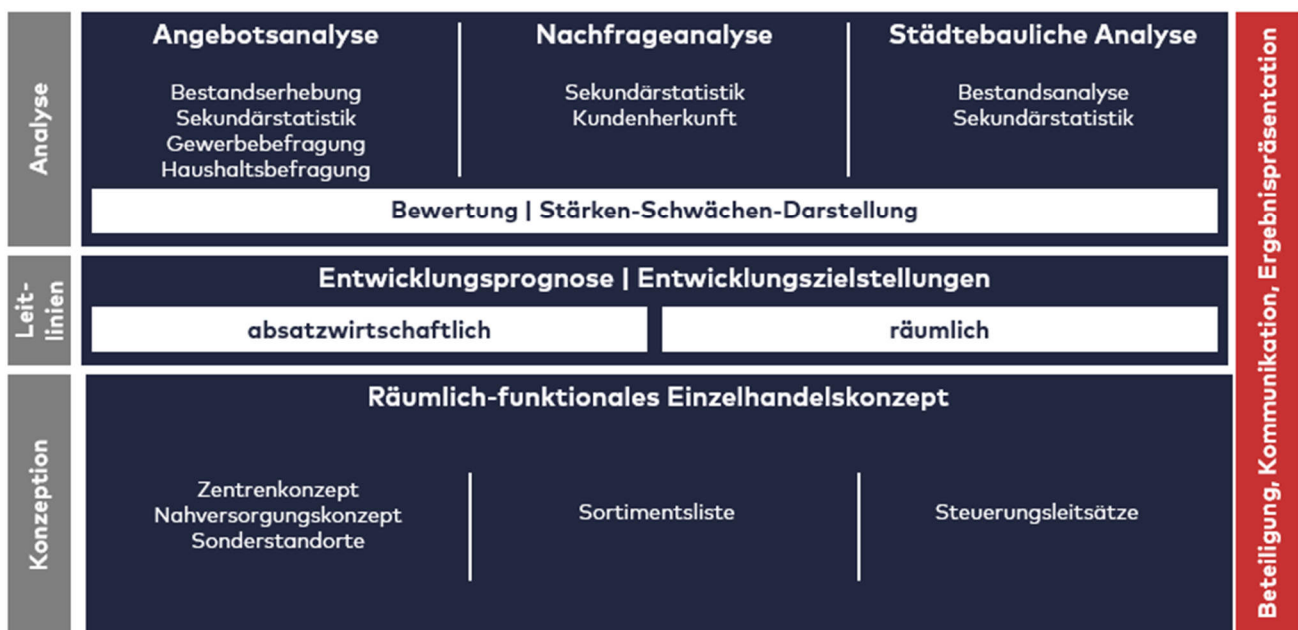 Analyse
Angebotsanalyse
Bestandserhebung
Sekundärstatistik
Gewerbebefragung
Haushaltsbefragung
Nachfrageanalyse
Sekundärstatistik
Kundenherkunft
Städtebauliche Analyse
Bestandsanalyse
Sekundärstatistik
Bewertung | Stärken-Schwächen-Darstellung
Leit-
linien
Entwicklungsprognose | Entwicklungszielstellungen
absatzwirtschaftlich
räumlich
Konzeption
Räumlich-funktionales Einzelhandelskonzept
Zentrenkonzept
Nahversorgungskonzept
Sonderstandorte
Sortimentsliste
Steuerungsleitsätze
Beteiligung, Kommunikation, Ergebnispräsentation